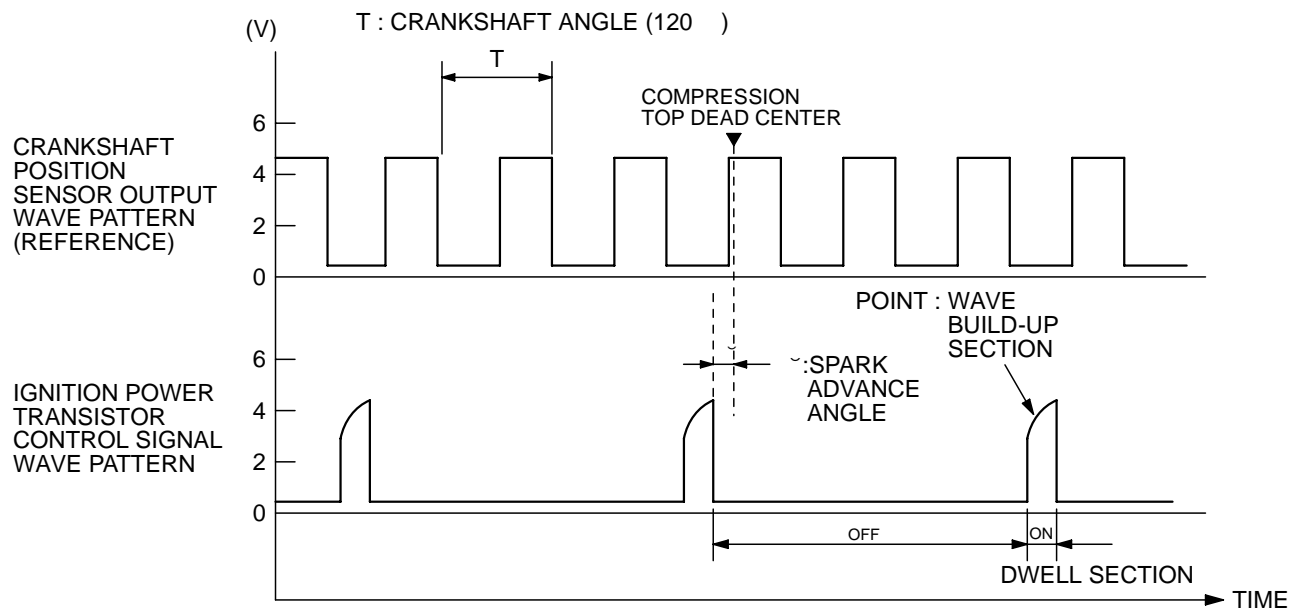 T : CRANKSHAFT ANGLE (120 )
(V)
T
COMPRESSION
TOP DEAD CENTER
6
4
2
0
CRANKSHAFT
POSITION
SENSOR OUTPUT
WAVE PATTERN
(REFERENCE)
POINT : WAVE
BUILD-UP
SECTION
˘
˘:SPARK
ADVANCE
ANGLE
6
4
2
0
IGNITION POWER
TRANSISTOR
CONTROL SIGNAL
WAVE PATTERN
OFF
ON
DWELL SECTION
TIME